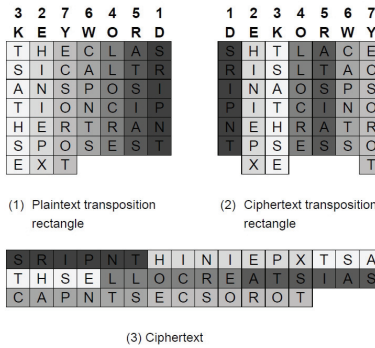 3 2 7 6 4 5 1
K E Y W O R D
T H E C L A S
S I C A L T R
A N S P O S I
T I O N C I P
H E R T R A N
S P O S E S T
E X T
1 2 3 4 5 6 7
D E K O R W Y
S H T L A C E
R I S L T A C
I N A O S P S
P I T C I N O
N E H R A T R
T P S E S S O
X E T
(1) Plaintext transposition
rectangle
(2) Ciphertext transposition
rectangle
S R I P N T H I N I E P X T S A
T H S E L L O C R E A T S I A S
C A P N T S E C S O R O T
(3) Ciphertext